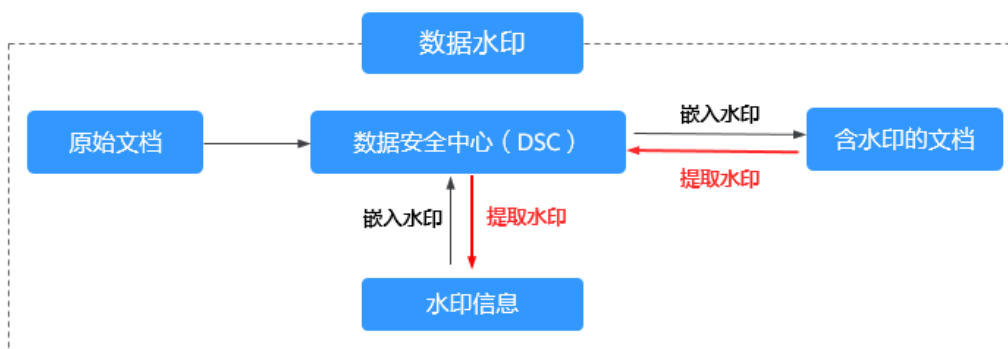 数据水印
原始文档
数据安全中心（DSC）
嵌入水印
提取水印
含水印的文档
嵌入水印
提取水印
水印信息